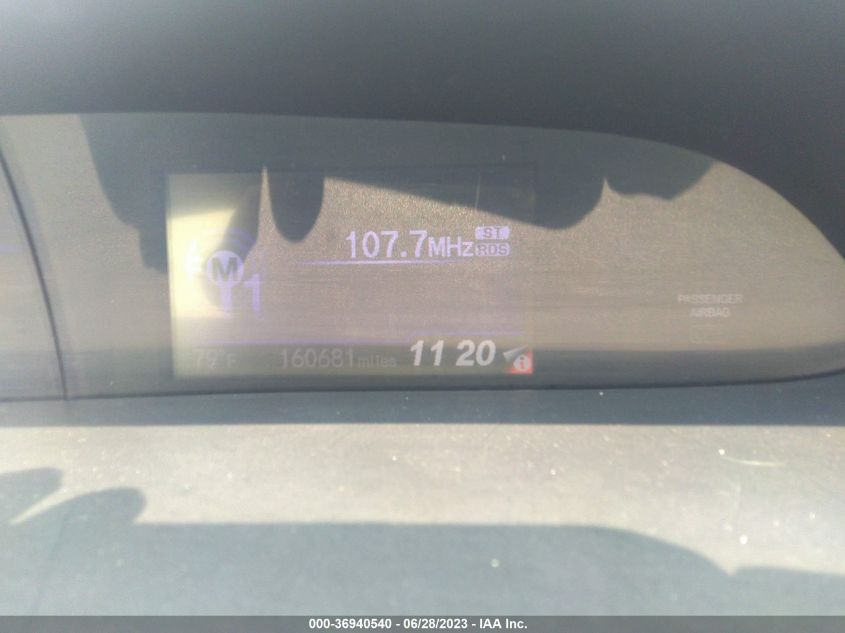 107.7MHz ST
RDS
M
1
PASSENGER
AIRBAG
79°F 160681 miles 11 20 i
000-36940540 - 06/28/2023 - IAA Inc.